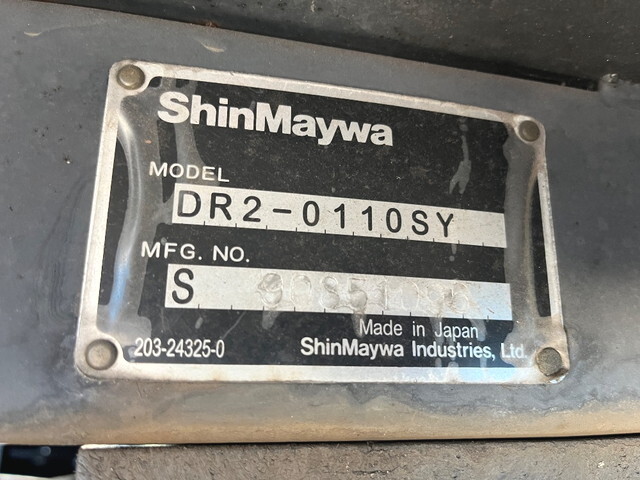 ShinMaywa
MODEL
DR2-0110SY
MFG. NO.
S
Made in Japan
203-24325-0 ShinMaywa Industries, Ltd.